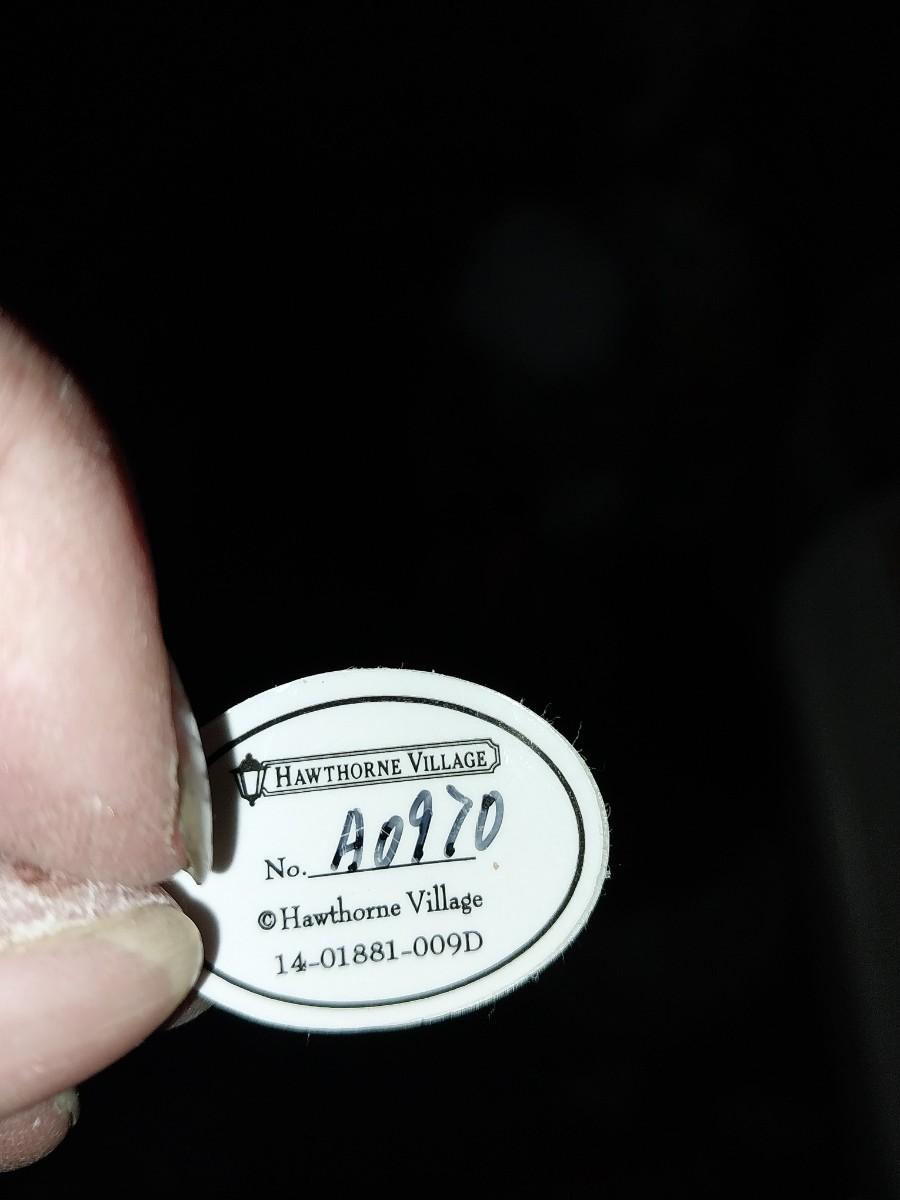 HAWTHORNE VILLAGE
No. A0970
©Hawthorne Village
14-01881-009D